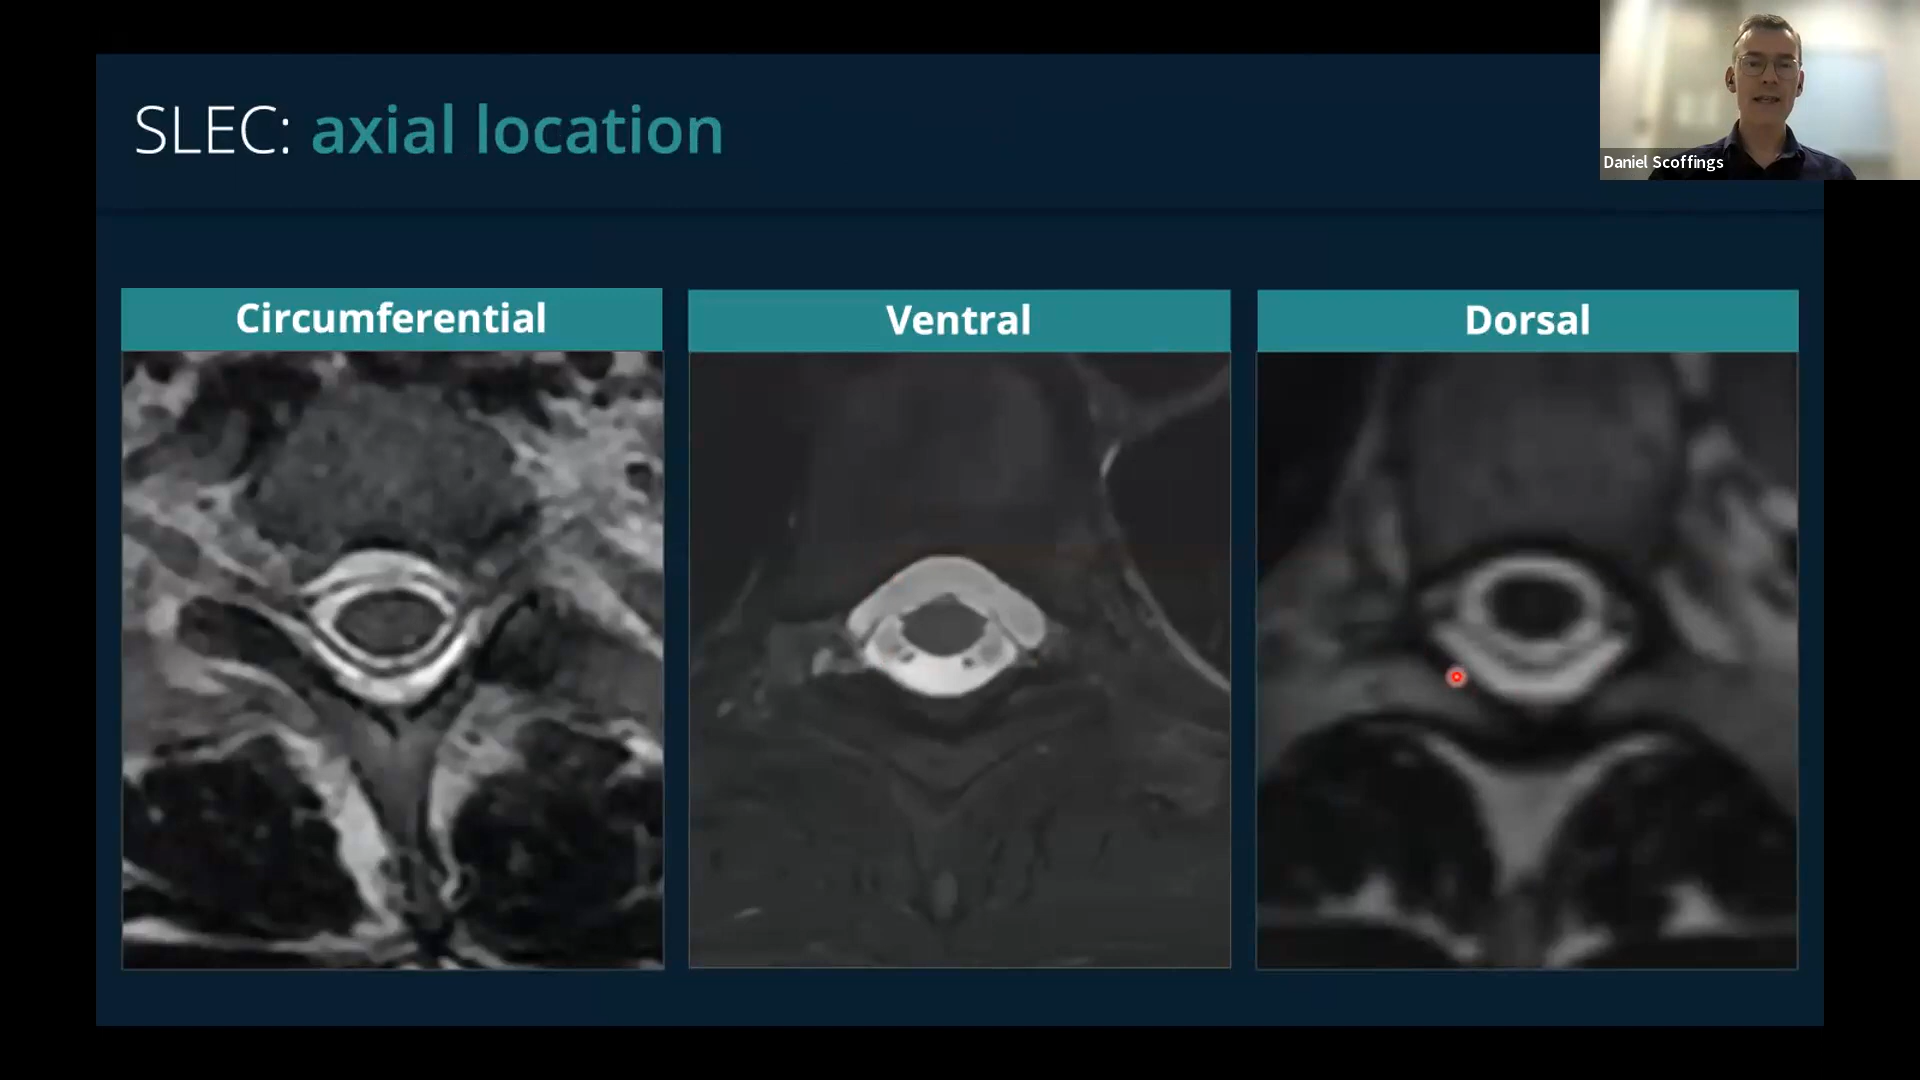 SLEC: axial location
Daniel Scoffings
Circumferential
Ventral
Dorsal